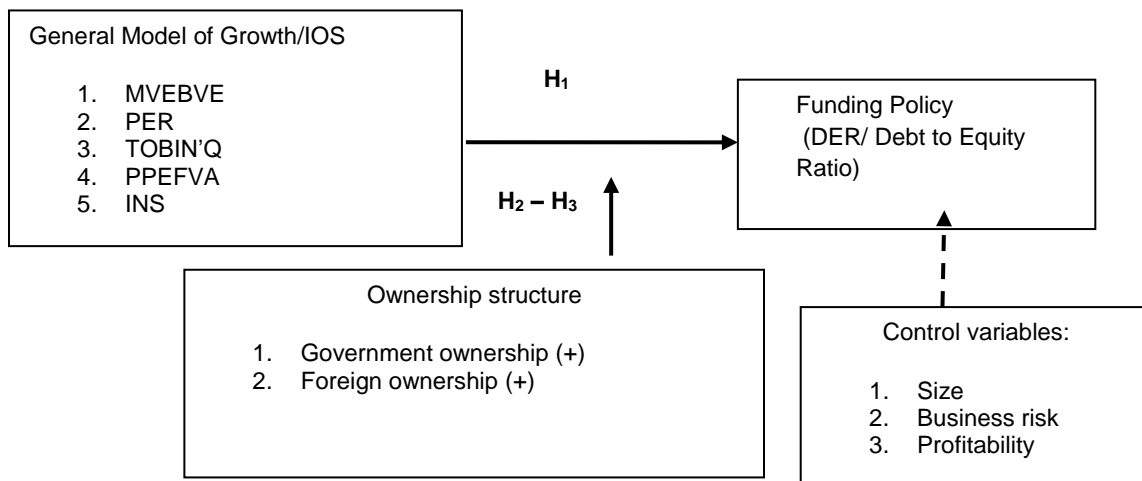 General Model of Growth/IOS
1. MVEBVE
2. PER
3. TOBIN'Q
4. PPEFVA
5. INS
H1
H2 – H3
Funding Policy
(DER/ Debt to Equity
Ratio)
Ownership structure
1. Government ownership (+)
2. Foreign ownership (+)
Control variables:
1. Size
2. Business risk
3. Profitability